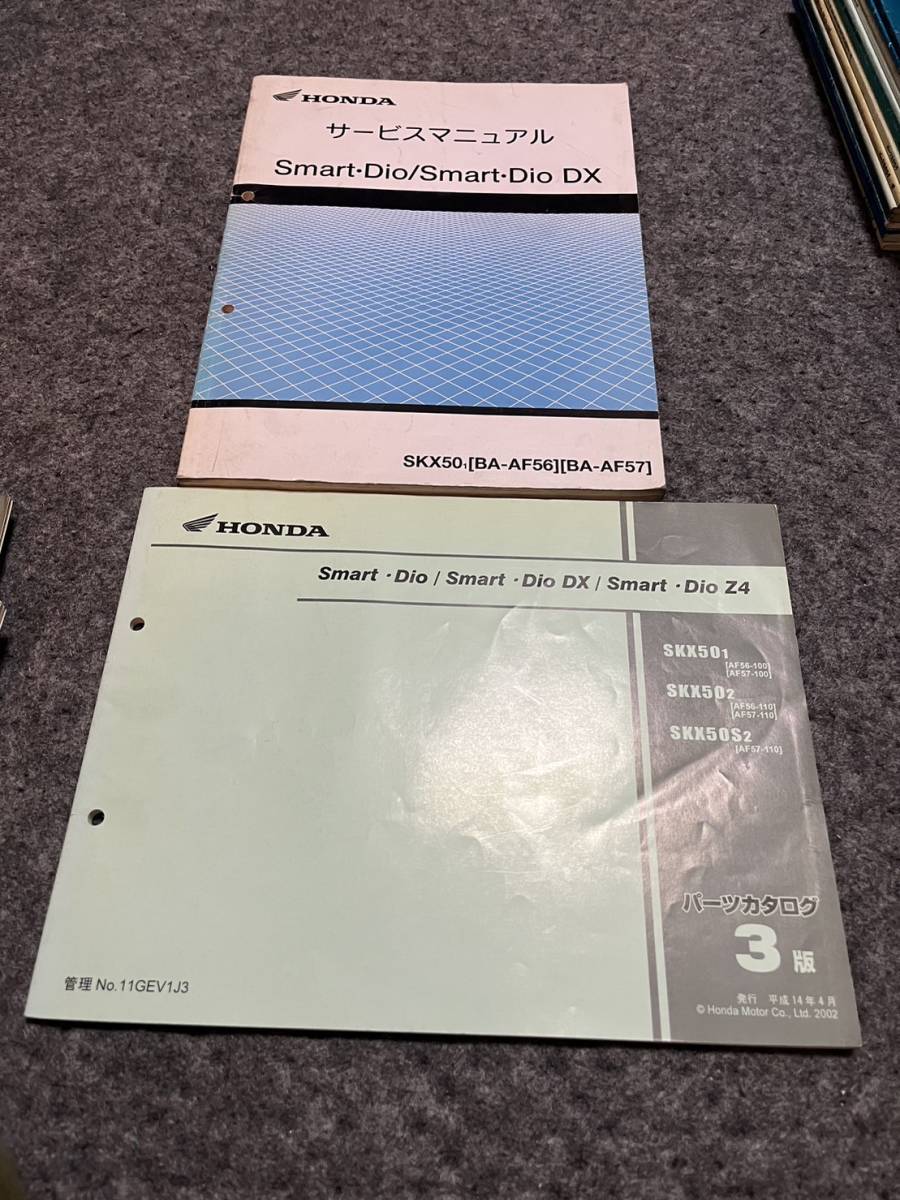 HONDA
サービスマニュアル
Smart·Dio/Smart·Dio DX
SKX501[BA-AF56][BA-AF57]
HONDA
Smart · Dio / Smart · Dio DX / Smart · Dio Z4
SKX501
[AF56-100]
[AF57-100]
SKX502
[AF56-110]
[AF57-110]
SKX50S2
[AF57-110]
パーツカタログ
3版
管理 No.11GEV1J3
発行 平成14年4月
© Honda Motor Co., Ltd. 2002